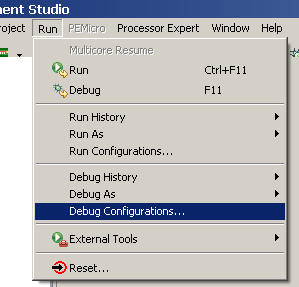 ment Studio
roject Run PEMicro Processor Expert Window Help
Multicore Resume
Run Ctrl+F11
Debug F11
Run History
Run As
Run Configurations...
Debug History
Debug As
Debug Configurations...
External Tools
Reset...